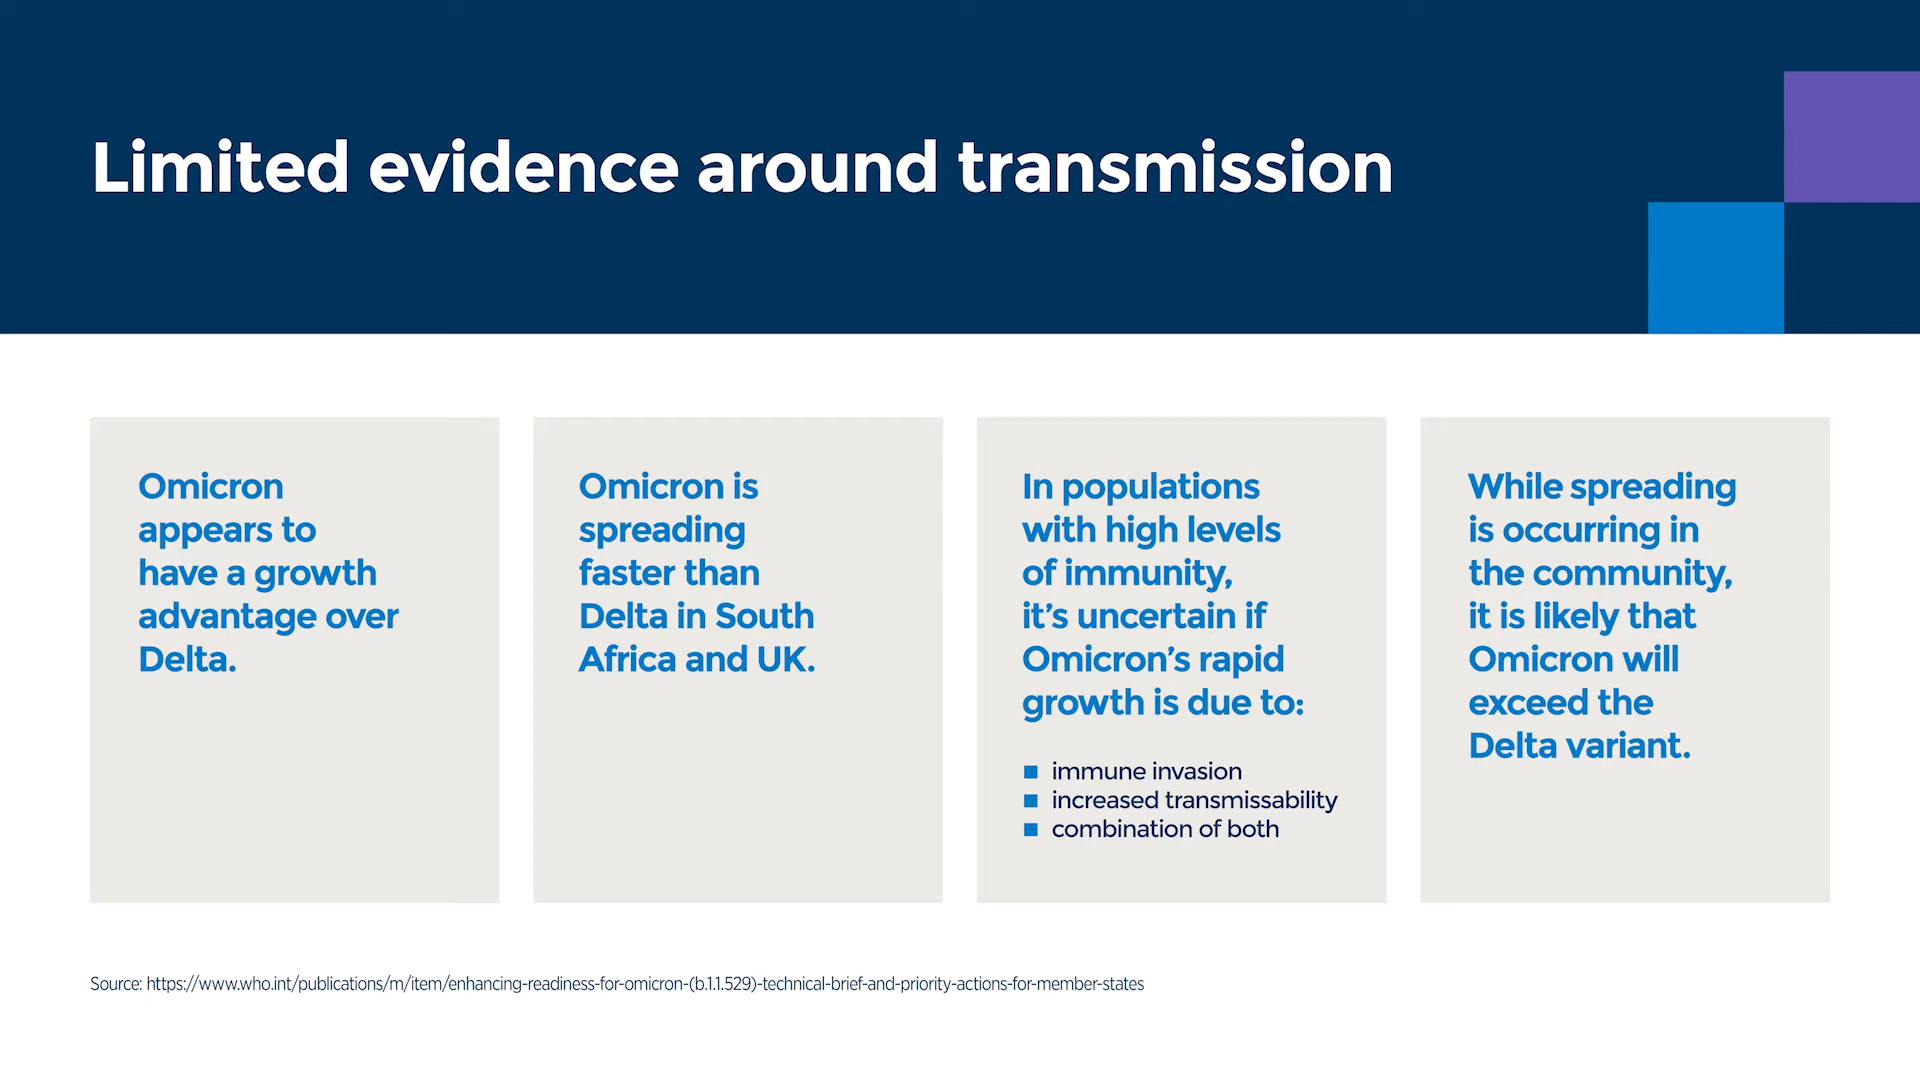 Limited evidence around transmission
Omicron
appears to
have a growth
advantage over
Delta.
Omicron is
spreading
faster than
Delta in South
Africa and UK.
In populations
with high levels
of immunity,
it’s uncertain if
Omicron’s rapid
growth is due to:
■ immune invasion
■ increased transmissability
■ combination of both
While spreading
is occurring in
the community,
it is likely that
Omicron will
exceed the
Delta variant.
Source: https://www.who.int/publications/m/item/enhancing-readiness-for-omicron-(b.1.1.529)-technical-brief-and-priority-actions-for-member-states